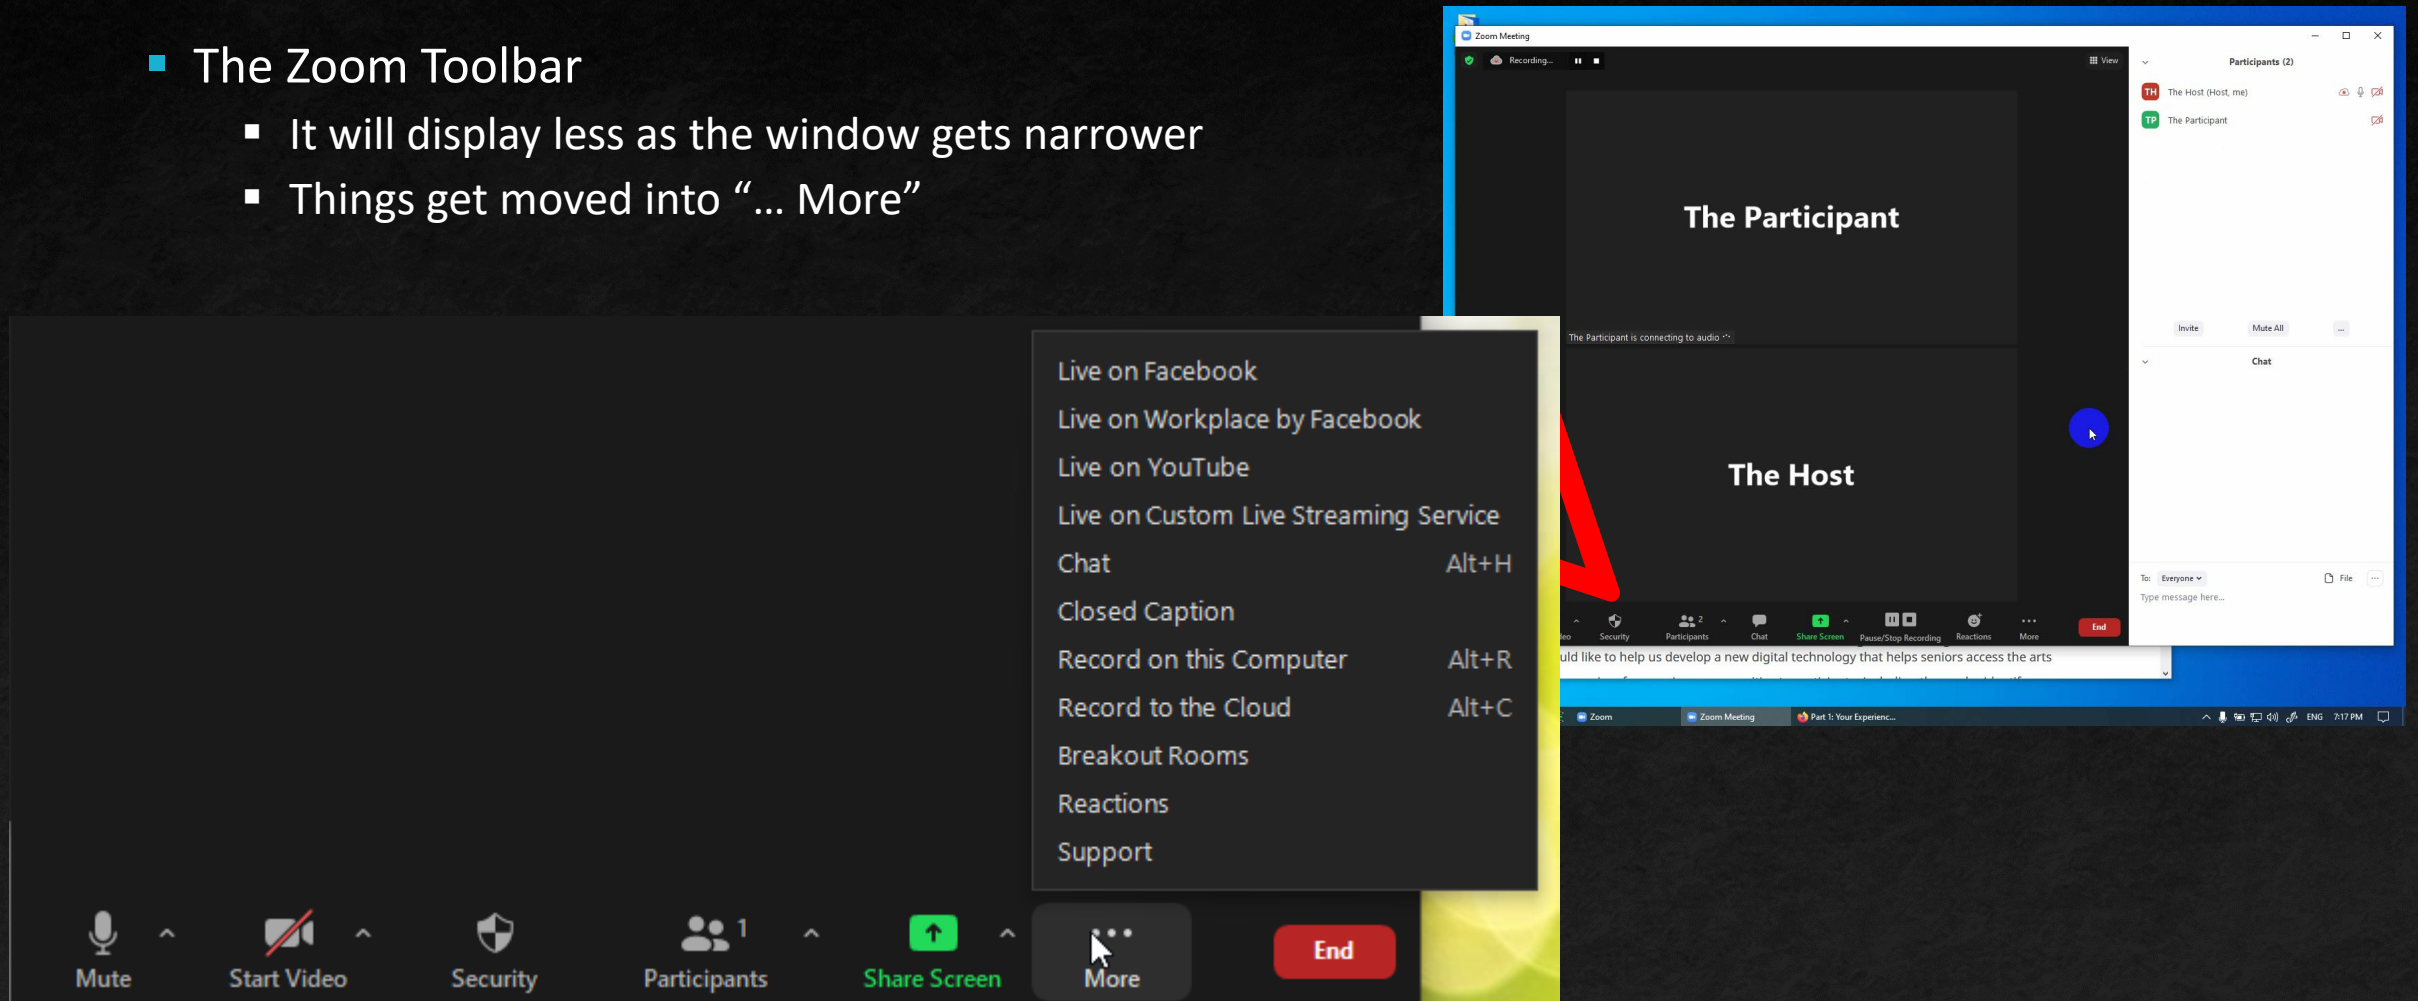 The Zoom Toolbar
It will display less as the window gets narrower
Things get moved into “… More”
Zoom Meeting
Recording...
View
Participants (2)
TH The Host (Host, me)
TP The Participant
The Participant
The Participant is connecting to audio
Invite Mute All ...
Chat
The Host
To: Everyone File ...
Type message here...
Security Participants 2 Chat Share Screen Pause/Stop Recording Reactions More End
uld like to help us develop a new digital technology that helps seniors access the arts
Zoom Zoom Meeting Part 1: Your Experienc... ENG 7:17 PM
Live on Facebook
Live on Workplace by Facebook
Live on YouTube
Live on Custom Live Streaming Service
Chat Alt+H
Closed Caption
Record on this Computer Alt+R
Record to the Cloud Alt+C
Breakout Rooms
Reactions
Support
Mute Start Video Security Participants 1 Share Screen More End